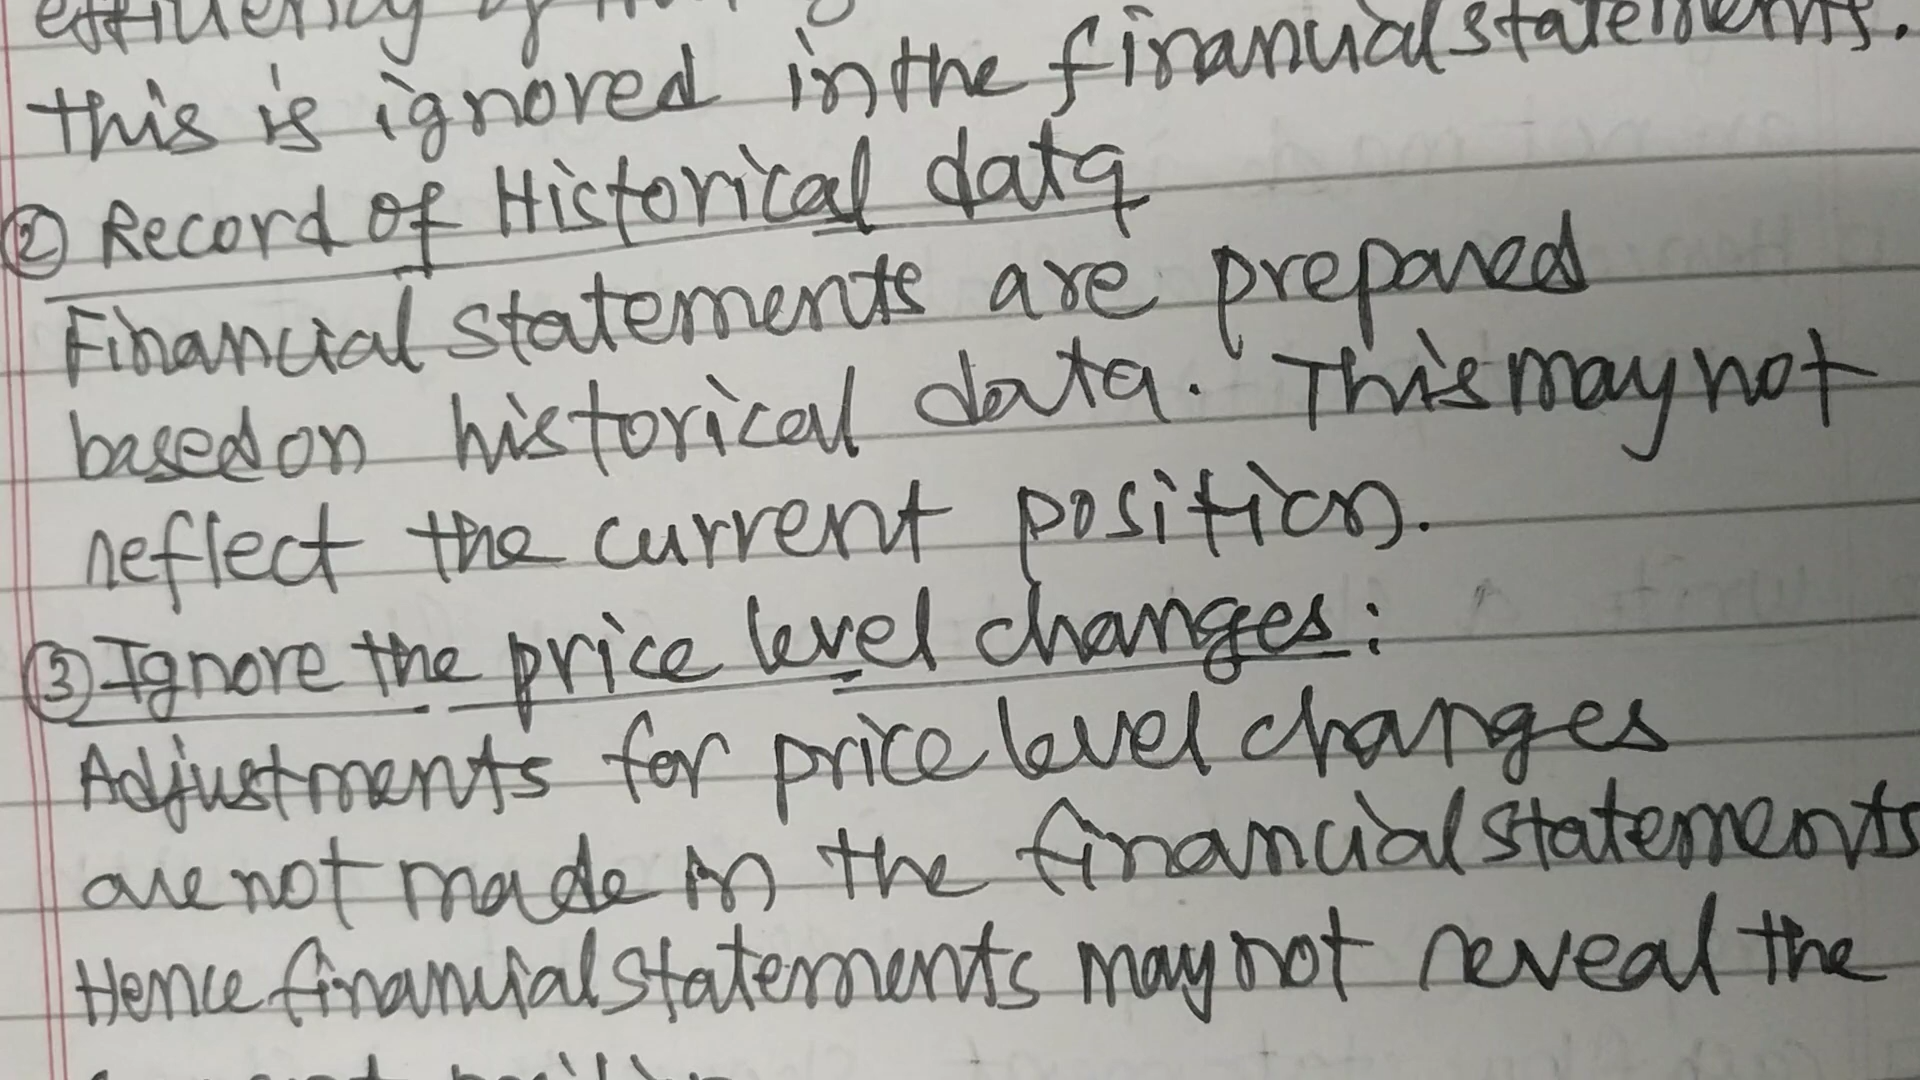 efficiency of
this is ignored in the financial statements.
② Record of Historical data
Financial statements are prepared
based on historical data. This may not
reflect the current position.
③ Ignore the price level changes:
Adjustments for price level changes
are not made in the financial statements
Hence financial statements may not reveal the